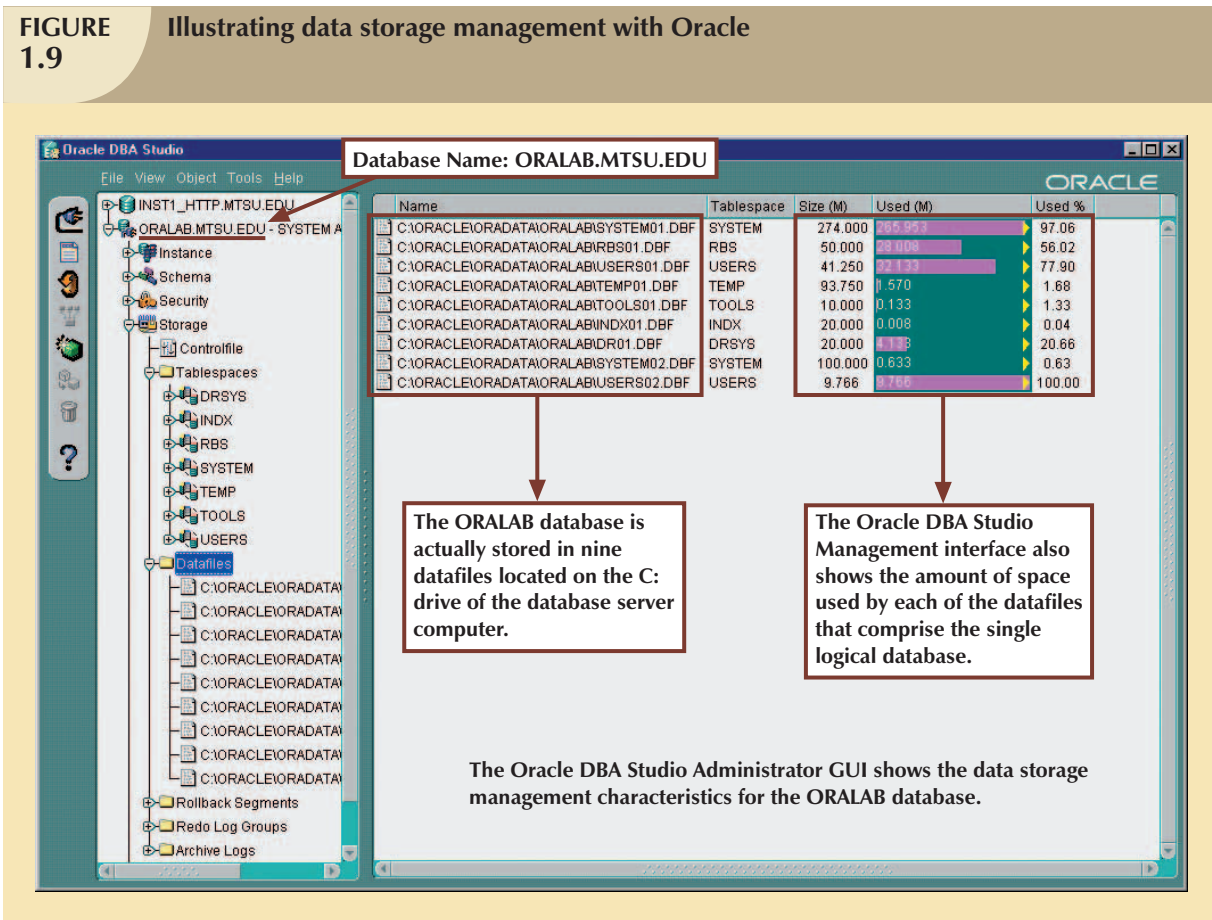 FIGURE
1.9
Illustrating data storage management with Oracle
Oracle DBA Studio
Database Name: ORALAB.MTSU.EDU
File View Object Tools Help
ORACLE
INST1_HTTP.MTSU.EDU
ORALAB.MTSU.EDU - SYSTEM A
Instance
Schema
Security
Storage
Controlfile
Tablespaces
DRSYS
INDX
RBS
SYSTEM
TEMP
TOOLS
USERS
Datafiles
C:\ORACLE\ORADATA\
C:\ORACLE\ORADATA\
C:\ORACLE\ORADATA\
C:\ORACLE\ORADATA\
C:\ORACLE\ORADATA\
C:\ORACLE\ORADATA\
C:\ORACLE\ORADATA\
C:\ORACLE\ORADATA\
C:\ORACLE\ORADATA\
Rollback Segments
Redo Log Groups
Archive Logs
Name Tablespace Size (M) Used (M) Used %
C:\ORACLE\ORADATA\ORALAB\SYSTEM01.DBF SYSTEM 274.000 265.953 97.06
C:\ORACLE\ORADATA\ORALAB\RBS01.DBF RBS 50.000 28.008 56.02
C:\ORACLE\ORADATA\ORALAB\USERS01.DBF USERS 41.250 32.133 77.90
C:\ORACLE\ORADATA\ORALAB\TEMP01.DBF TEMP 93.750 1.570 1.68
C:\ORACLE\ORADATA\ORALAB\TOOLS01.DBF TOOLS 10.000 0.133 1.33
C:\ORACLE\ORADATA\ORALAB\INDX01.DBF INDX 20.000 0.008 0.04
C:\ORACLE\ORADATA\ORALAB\DR01.DBF DRSYS 20.000 4.133 20.66
C:\ORACLE\ORADATA\ORALAB\SYSTEM02.DBF SYSTEM 100.000 0.633 0.63
C:\ORACLE\ORADATA\ORALAB\USERS02.DBF USERS 9.766 9.766 100.00
The ORALAB database is
actually stored in nine
datafiles located on the C:
drive of the database server
computer.
The Oracle DBA Studio
Management interface also
shows the amount of space
used by each of the datafiles
that comprise the single
logical database.
The Oracle DBA Studio Administrator GUI shows the data storage
management characteristics for the ORALAB database.